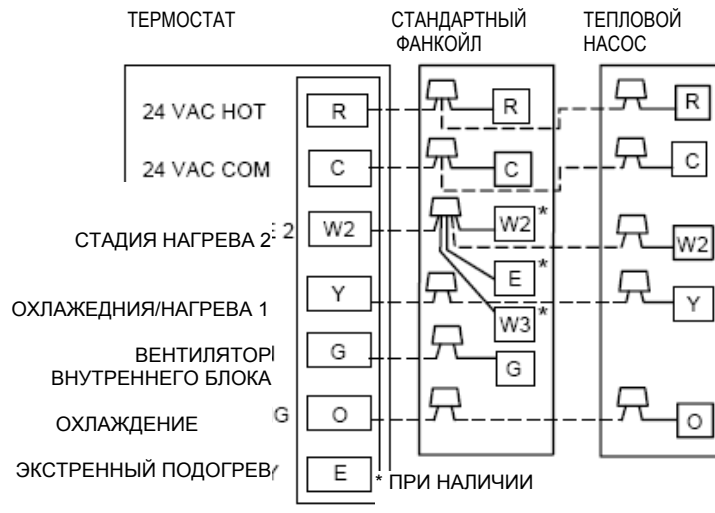 ТЕРМОСТАТ
СТАНДАРТНЫЙ
ФАНКОЙЛ
ТЕПЛОВОЙ
НАСОС
24 VAC HOT R R R
24 VAC COM C C C
СТАДИЯ НАГРЕВА 2 2 W2 W2 * W2
E *
ОХЛАЖЕДНИЯ/НАГРЕВА 1 Y W3 * Y
ВЕНТИЛЯТОР
ВНУТРЕННЕГО БЛОКА G G
ОХЛАЖДЕНИЕ G O O
ЭКСТРЕННЫЙ ПОДОГРЕВ E * ПРИ НАЛИЧИИ